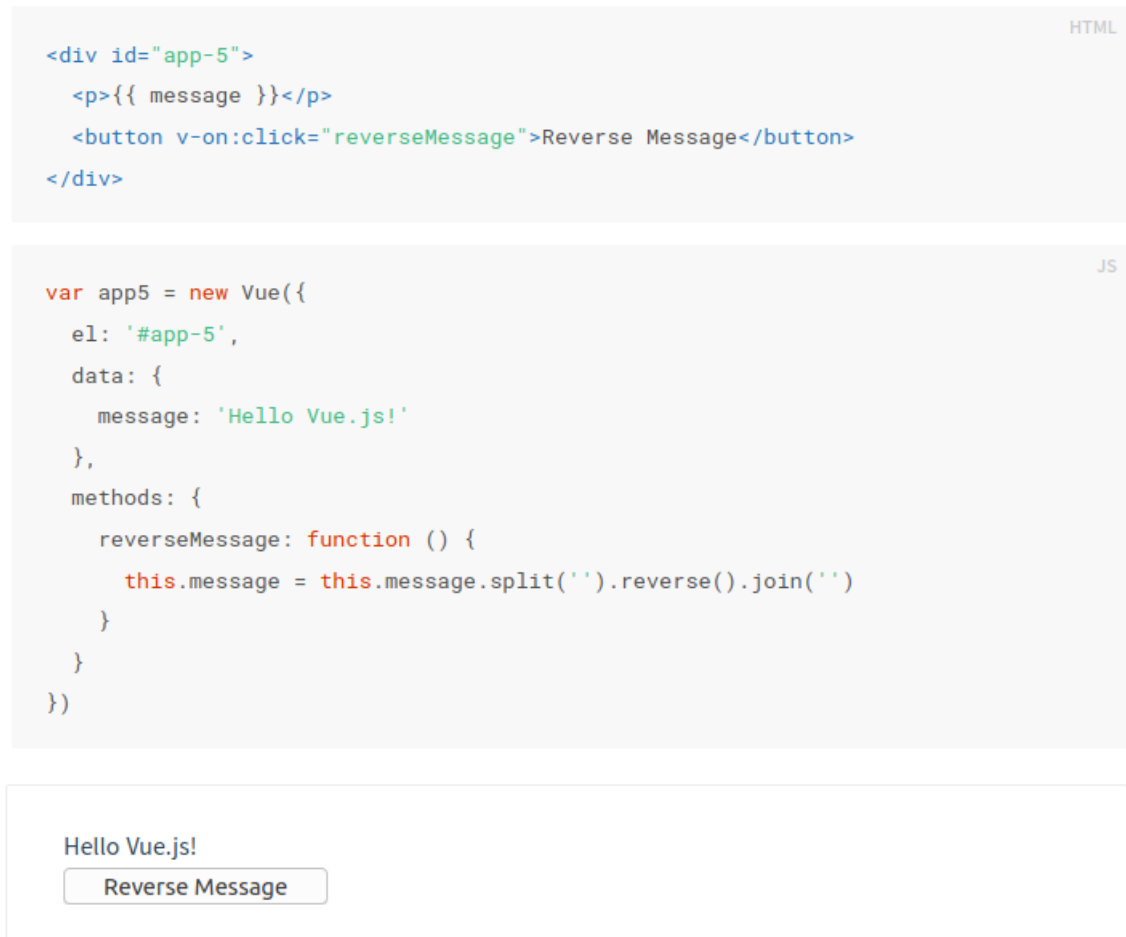 HTML
<div id="app-5">
  <p>{{ message }}</p>
  <button v-on:click="reverseMessage">Reverse Message</button>
</div>
JS
var app5 = new Vue({
  el: '#app-5',
  data: {
    message: 'Hello Vue.js!'
  },
  methods: {
    reverseMessage: function () {
      this.message = this.message.split('').reverse().join('')
    }
  }
})
Hello Vue.js!
Reverse Message